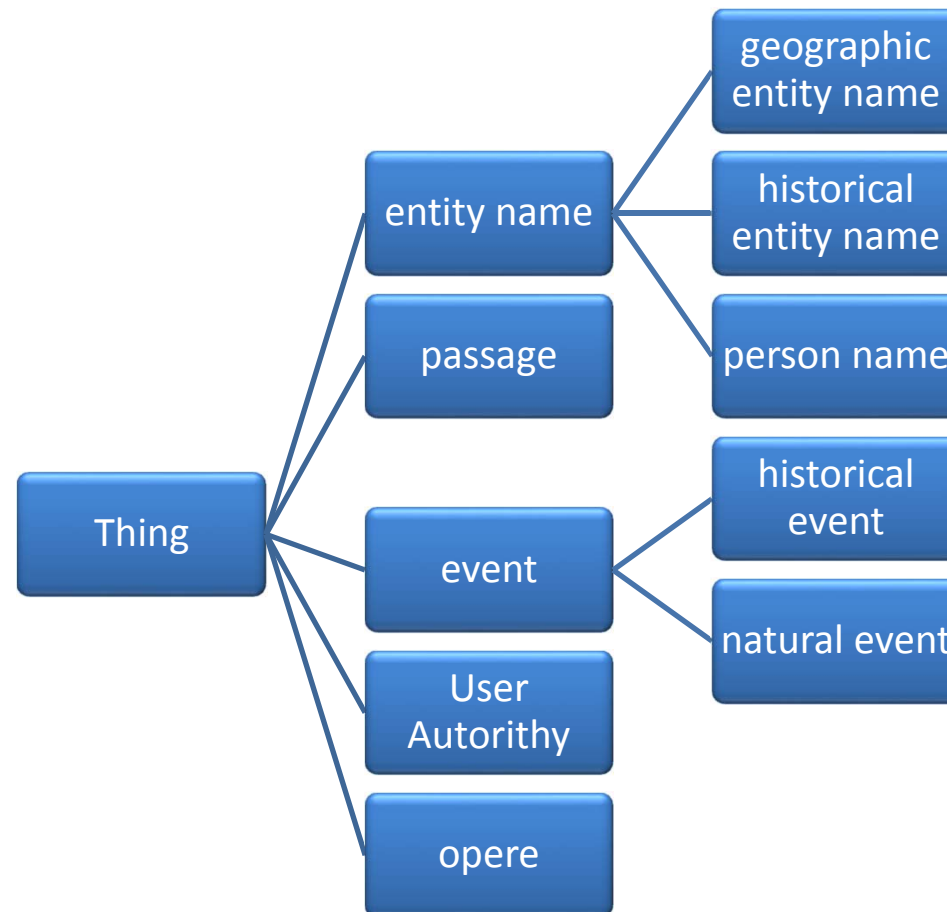 Thing
entity name
geographic
entity name
historical
entity name
person name
passage
event
historical
event
natural event
User
Autorithy
opere